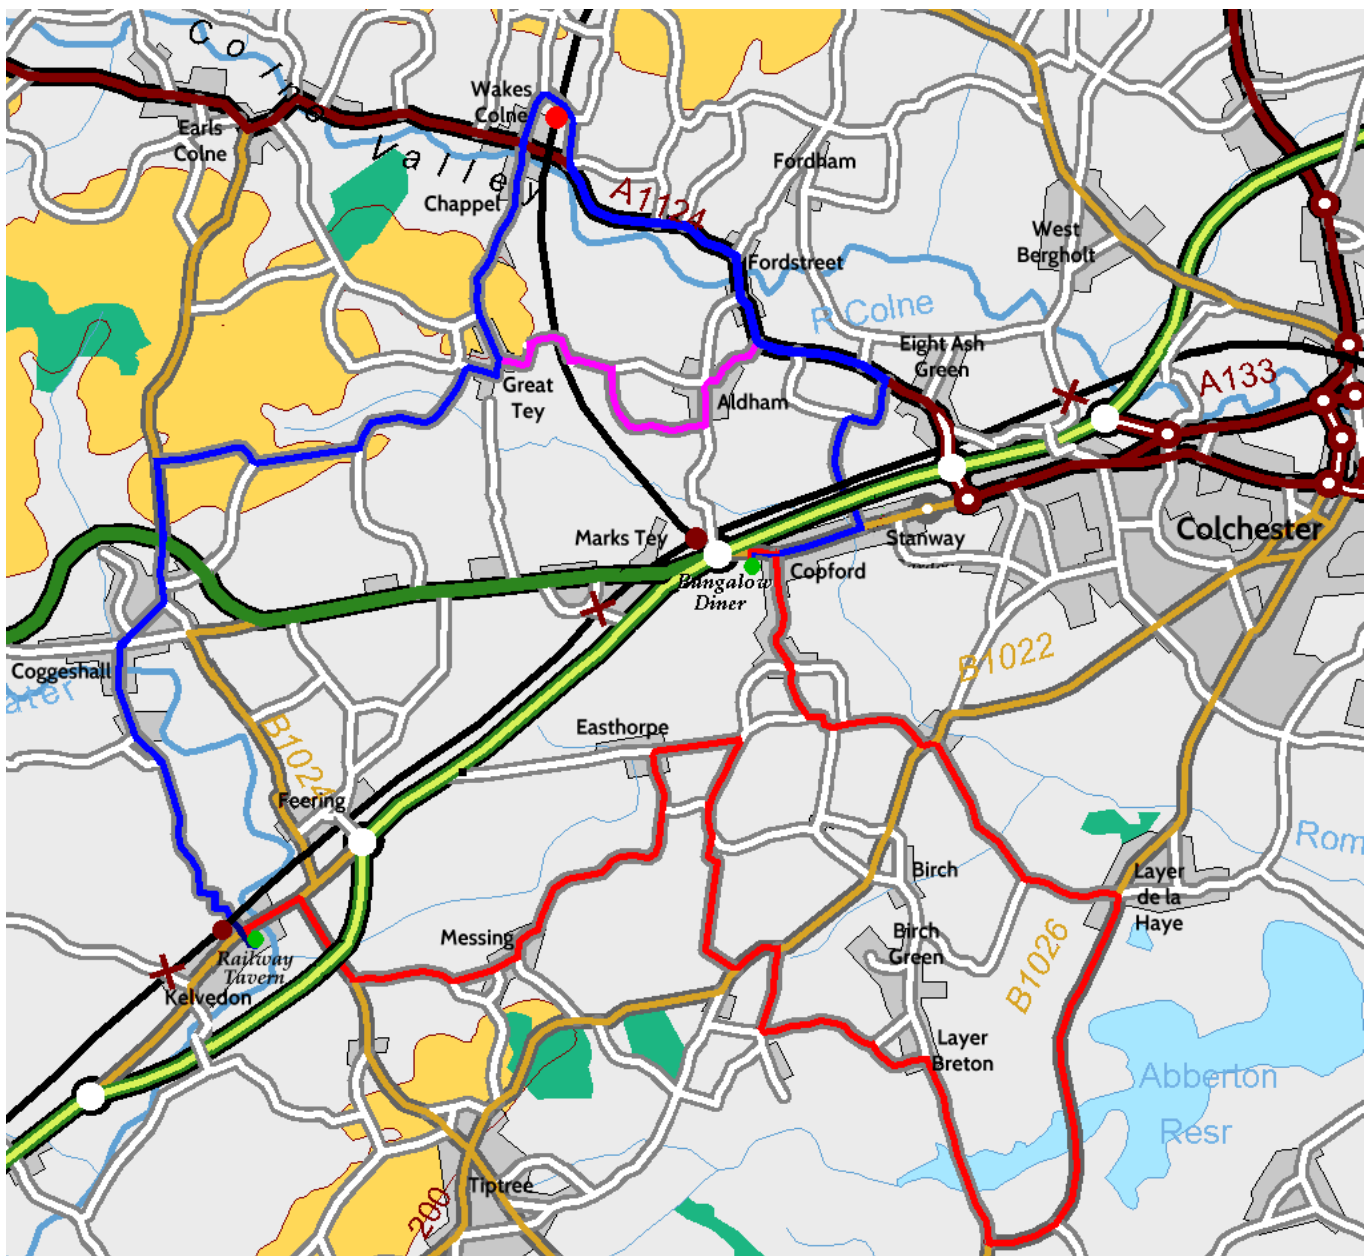 Colne
Valley
Wakes
Colne
Earls
Colne
Chappel
A1124
Fordham
West
Bergholt
Fordstreet
R Colne
Eight Ash
Green
A133
Great
Tey
Aldham
Marks Tey
Stanway
Colchester
Bungalow
Diner
Copford
Coggeshall
ater
B1022
B1024
Easthorpe
Feering
Rom
Birch
Layer
de la
Haye
Messing
Birch
Green
B1026
Railway
Tavern
Kelvedon
Layer
Breton
Abberton
Resr
Tiptree
200